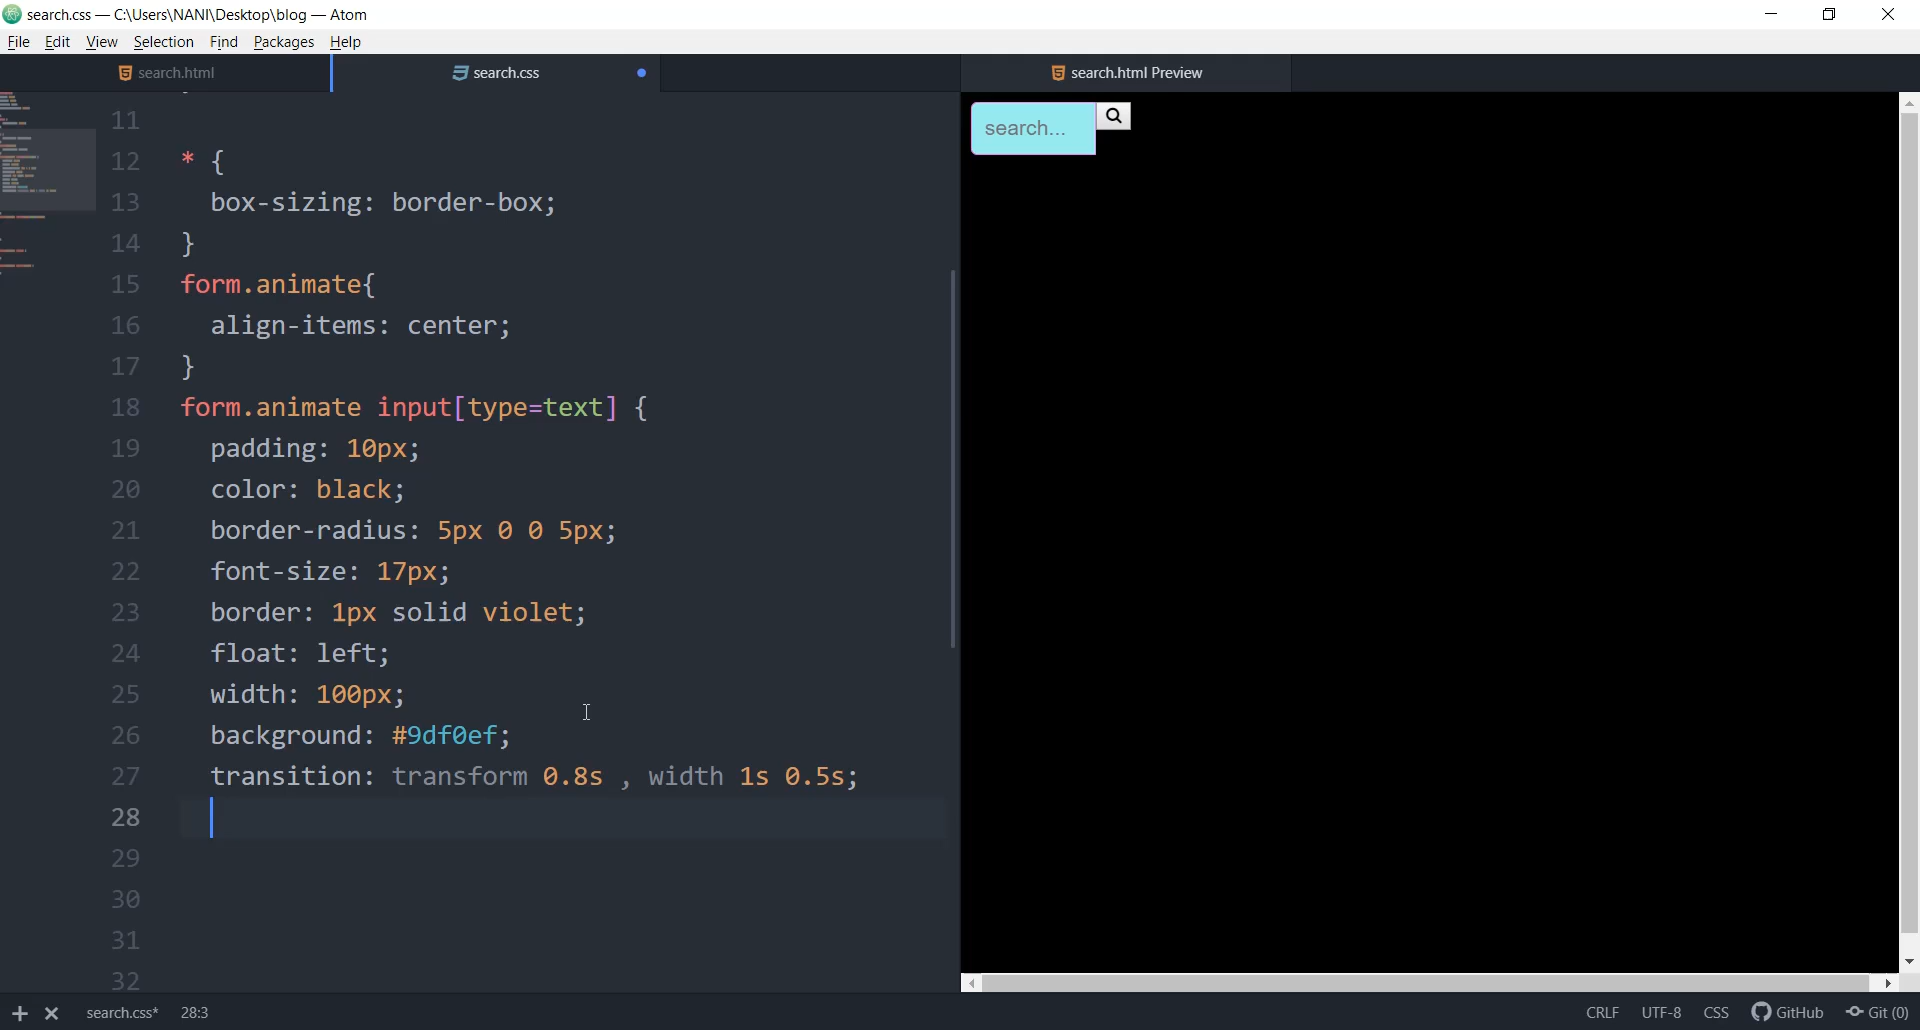 search.css — C:\Users\NANI\Desktop\blog — Atom
File Edit View Selection Find Packages Help
search.html search.css search.html Preview
11
12 * {
13 box-sizing: border-box;
14 }
15 form.animate{
16 align-items: center;
17 }
18 form.animate input[type=text] {
19 padding: 10px;
20 color: black;
21 border-radius: 5px 0 0 5px;
22 font-size: 17px;
23 border: 1px solid violet;
24 float: left;
25 width: 100px;
26 background: #9df0ef;
27 transition: transform 0.8s , width 1s 0.5s;
28
29
30
31
32
search...
search.css* 28:3 CRLF UTF-8 CSS GitHub Git (0)